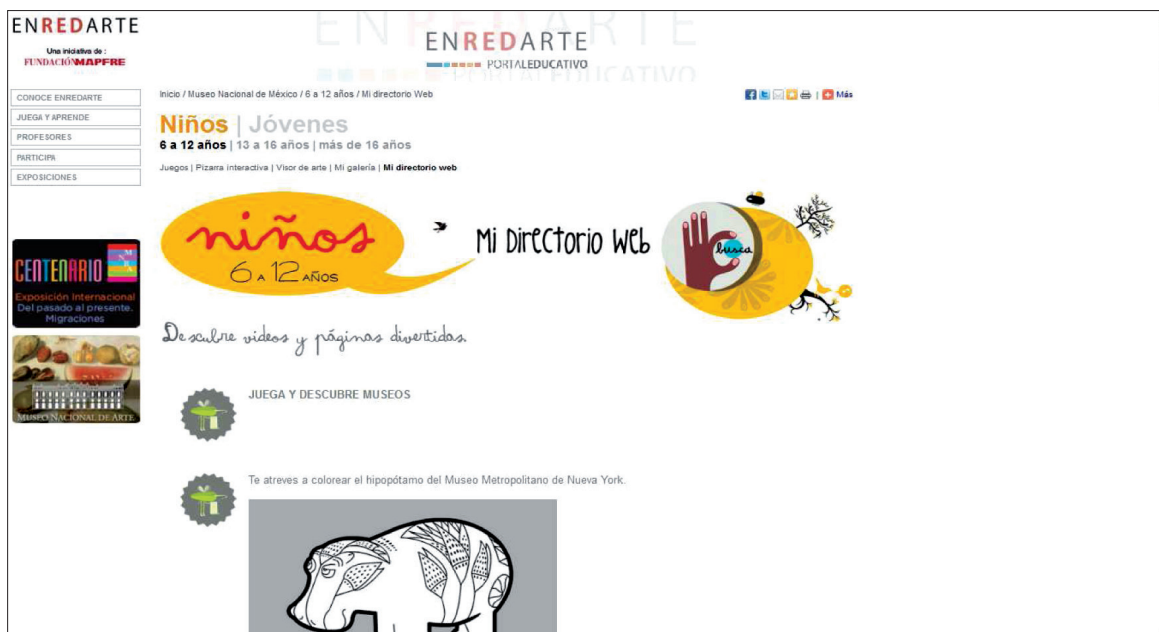 ENREDARTE
Una iniciativa de :
FUNDACIÓN MAPFRE
ENREDARTE
PORTALEDUCATIVO
ENREDARTE
PORTALEDUCATIVO
CONOCE ENREDARTE
JUEGA Y APRENDE
PROFESORES
PARTICIPA
EXPOSICIONES
Inicio / Museo Nacional de México / 6 a 12 años / Mi directorio Web
Más
Niños | Jóvenes
6 a 12 años | 13 a 16 años | más de 16 años
Juegos | Pizarra interactiva | Visor de arte | Mi galería | Mi directorio web
niños
6 A 12 AÑOS
Mi Directorio Web
busca
CENTENARIO
Exposición Internacional
Del pasado al presente.
Migraciones
MUSEO NACIONAL DE ARTE
Descubre videos y páginas divertidas.
JUEGA Y DESCUBRE MUSEOS
Te atreves a colorear el hipopótamo del Museo Metropolitano de Nueva York.